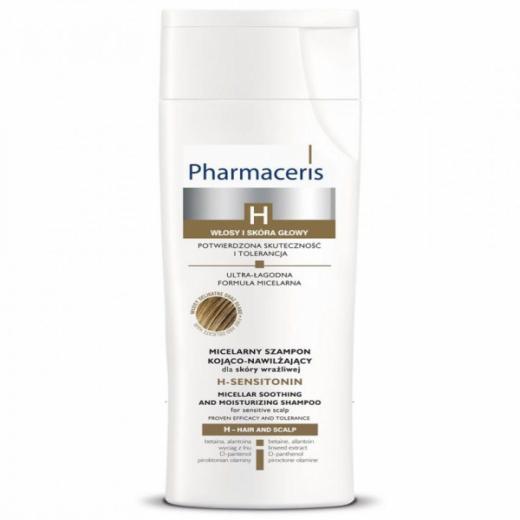 Pharmaceris
H
WŁOSY I SKÓRA GŁOWY
POTWIERDZONA SKUTECZNOŚĆ
I TOLERANCJA
ULTRA-ŁAGODNA
FORMUŁA MICELARNA
WŁOSY DELIKATNE
MICELARNY SZAMPON
KOJĄCO-NAWILŻAJĄCY
dla skóry wrażliwej
H-SENSITONIN
MICELLAR SOOTHING
AND MOISTURIZING SHAMPOO
for sensitive scalp
PROVEN EFFICACY AND TOLERANCE
H – HAIR AND SCALP
betaina, alantoina
wyciąg z lnu
D-pantenol
piroktonian olaminy
betaine, allantoin
linseed extract
D-panthenol
piroctone olamine